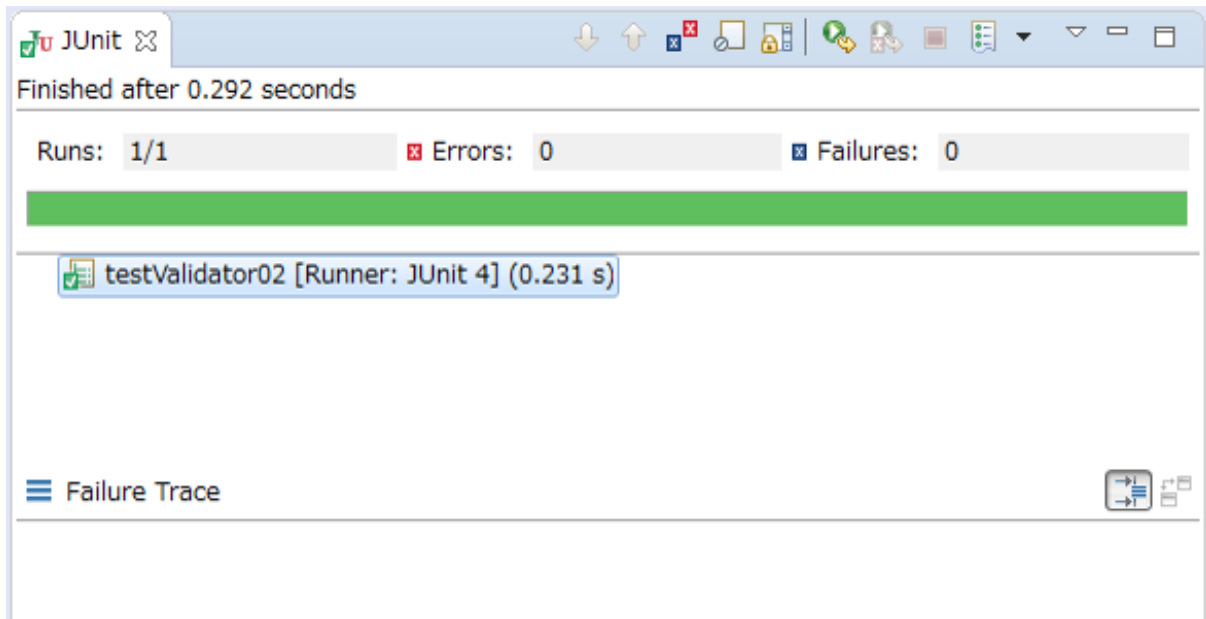 JUnit
Finished after 0.292 seconds
Runs: 1/1 Errors: 0 Failures: 0
testValidator02 [Runner: JUnit 4] (0.231 s)
Failure Trace